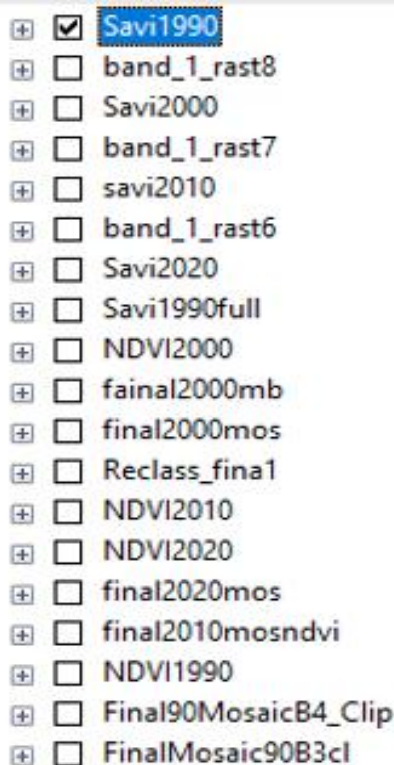 Savi1990
band_1_rast8
Savi2000
band_1_rast7
savi2010
band_1_rast6
Savi2020
Savi1990full
NDVI2000
fainal2000mb
final2000mos
Reclass_fina1
NDVI2010
NDVI2020
final2020mos
final2010mosndvi
NDVI1990
Final90MosaicB4_Clip
FinalMosaic90B3cl